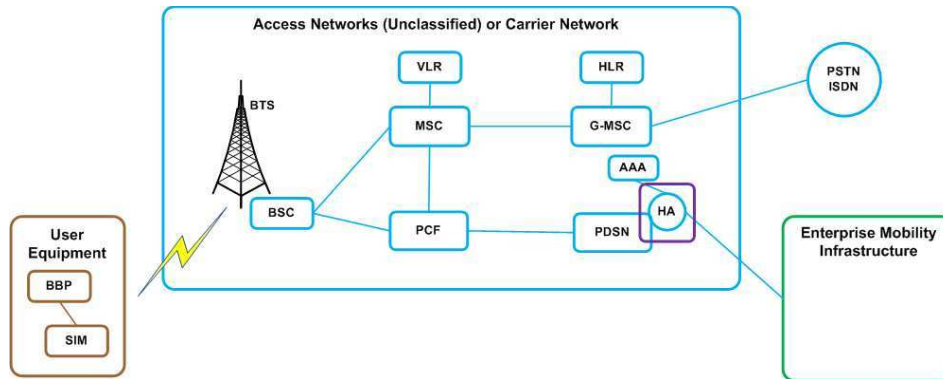 Access Networks (Unclassified) or Carrier Network
VLR
HLR
PSTN
ISDN
BTS
MSC
G-MSC
AAA
BSC
PCF
PDSN
HA
User
Equipment
BBP
SIM
Enterprise Mobility
Infrastructure